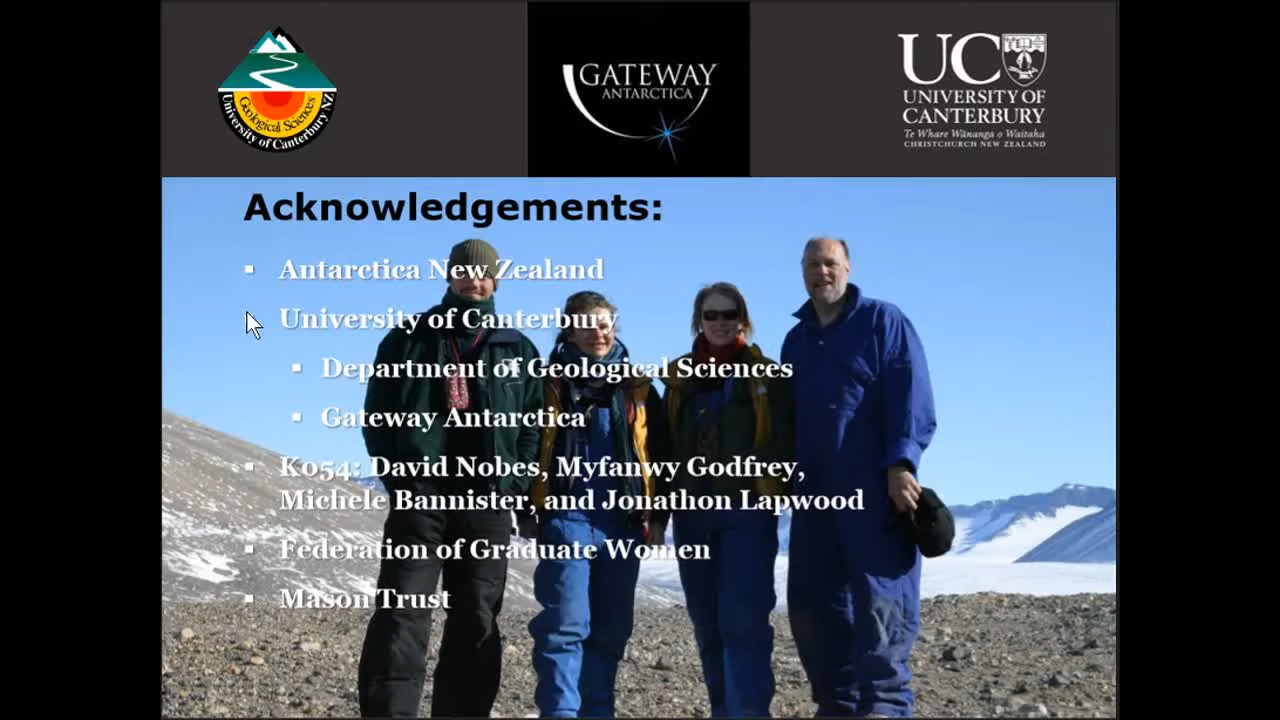 Geological Sciences
University of Canterbury NZ
GATEWAY
ANTARCTICA
UC
UNIVERSITY OF
CANTERBURY
Te Whare Wānanga o Waitaha
CHRISTCHURCH NEW ZEALAND
Acknowledgements:
Antarctica New Zealand
University of Canterbury
Department of Geological Sciences
Gateway Antarctica
K054: David Nobes, Myfanwy Godfrey,
Michele Bannister, and Jonathon Lapwood
Federation of Graduate Women
Mason Trust